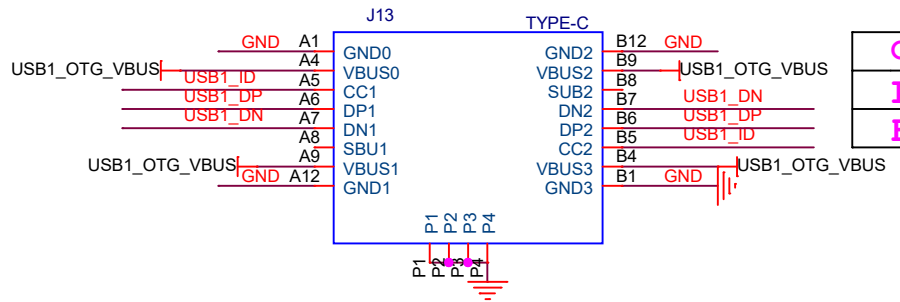 J13
TYPE-C
GND A1 GND0 GND2 B12 GND
USB1_OTG_VBUS A4 VBUS0 VBUS2 B9 USB1_OTG_VBUS
USB1_ID A5 CC1 SUB2 B8
USB1_DP A6 DP1 DN2 B7 USB1_DN
USB1_DN A7 DN1 DP2 B6 USB1_DP
A8 SBU1 CC2 B5 USB1_ID
USB1_OTG_VBUS A9 VBUS1 VBUS3 B4 USB1_OTG_VBUS
GND A12 GND1 GND3 B1 GND
P1 P2 P3 P4
P1 P2 P3 P4